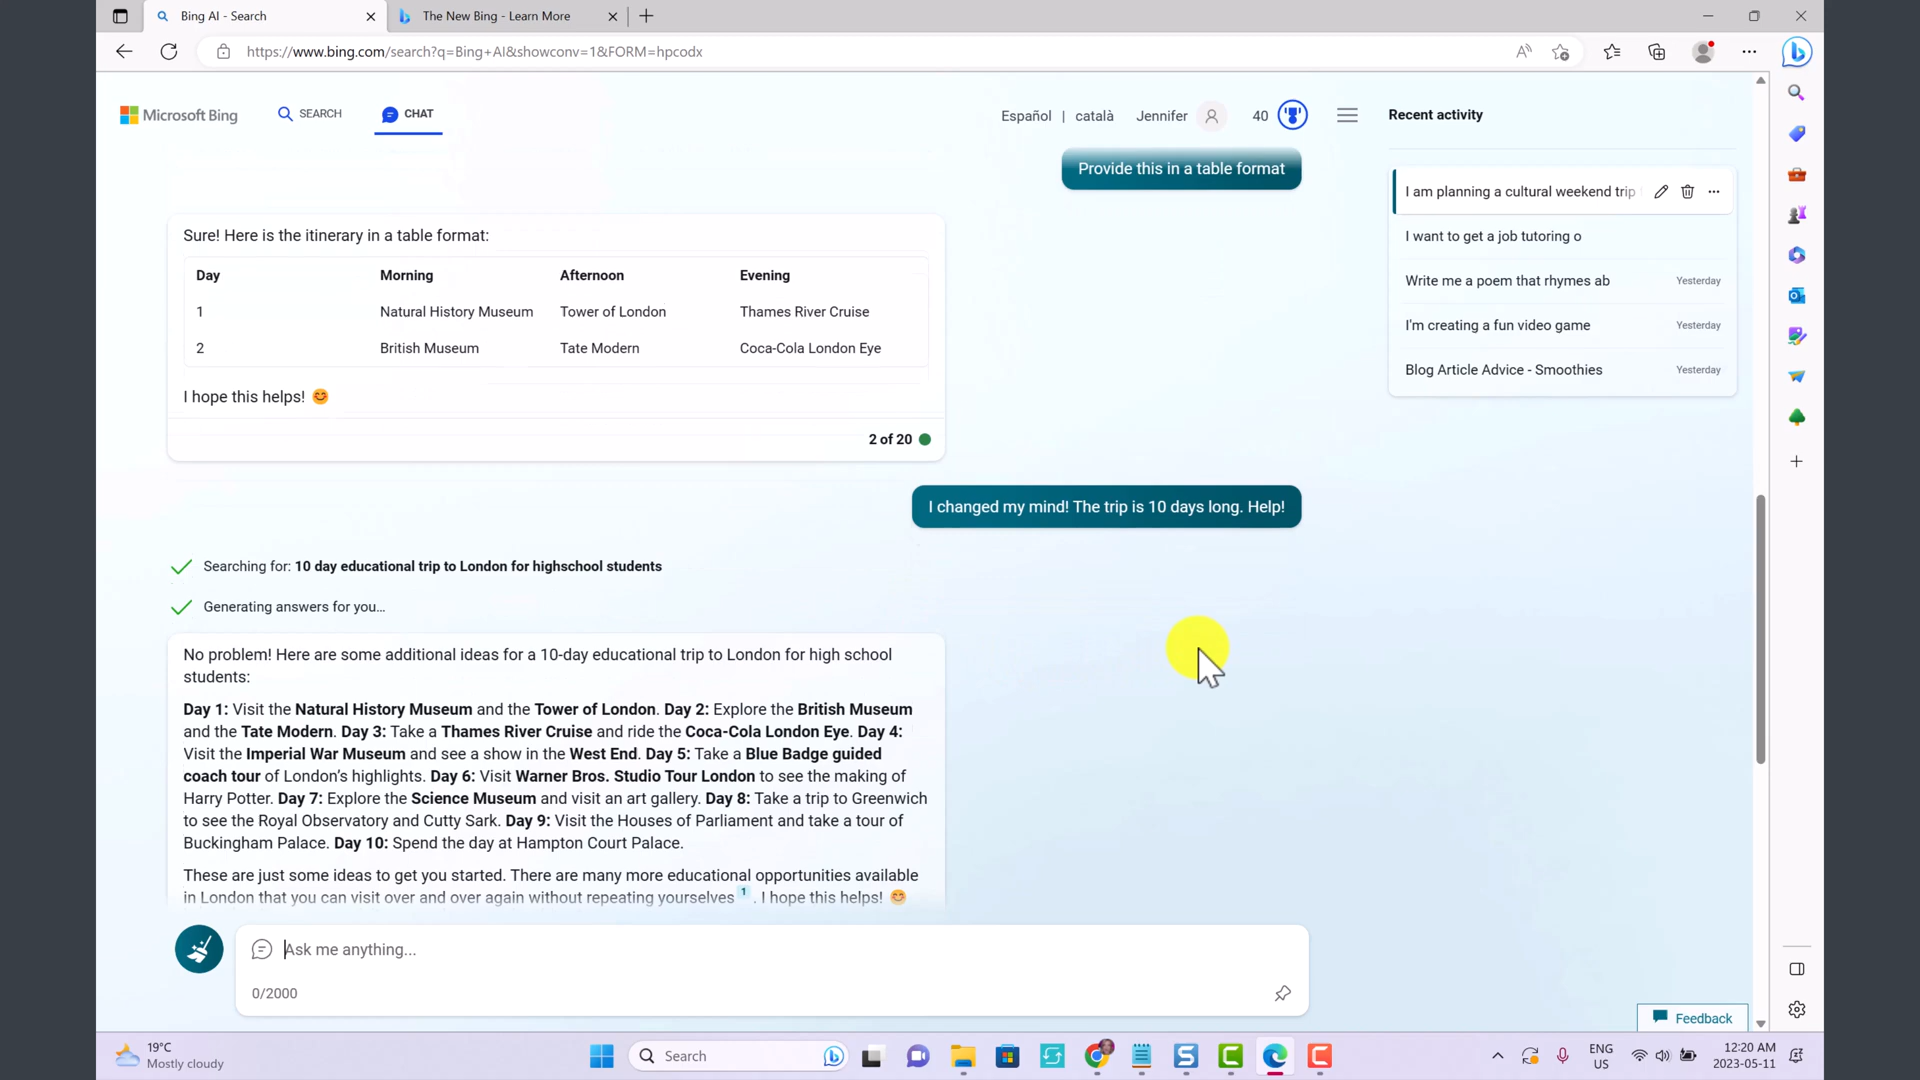 Bing AI - Search
The New Bing - Learn More
https://www.bing.com/search?q=Bing+AI&showconv=1&FORM=hpcodx
Microsoft Bing
SEARCH
CHAT
Español | català
Jennifer
40
Recent activity
Provide this in a table format
I am planning a cultural weekend trip
I want to get a job tutoring o
Write me a poem that rhymes ab Yesterday
I'm creating a fun video game Yesterday
Blog Article Advice - Smoothies Yesterday
Sure! Here is the itinerary in a table format:
Day Morning Afternoon Evening
1 Natural History Museum Tower of London Thames River Cruise
2 British Museum Tate Modern Coca-Cola London Eye
I hope this helps! 😊
2 of 20
I changed my mind! The trip is 10 days long. Help!
Searching for: 10 day educational trip to London for highschool students
Generating answers for you...
No problem! Here are some additional ideas for a 10-day educational trip to London for high school
students:
Day 1: Visit the Natural History Museum and the Tower of London. Day 2: Explore the British Museum
and the Tate Modern. Day 3: Take a Thames River Cruise and ride the Coca-Cola London Eye. Day 4:
Visit the Imperial War Museum and see a show in the West End. Day 5: Take a Blue Badge guided
coach tour of London's highlights. Day 6: Visit Warner Bros. Studio Tour London to see the making of
Harry Potter. Day 7: Explore the Science Museum and visit an art gallery. Day 8: Take a trip to Greenwich
to see the Royal Observatory and Cutty Sark. Day 9: Visit the Houses of Parliament and take a tour of
Buckingham Palace. Day 10: Spend the day at Hampton Court Palace.
These are just some ideas to get you started. There are many more educational opportunities available
in London that you can visit over and over again without repeating yourselves 1 . I hope this helps! 😊
Ask me anything...
0/2000
Feedback
19°C
Mostly cloudy
Search
ENG
US
12:20 AM
2023-05-11